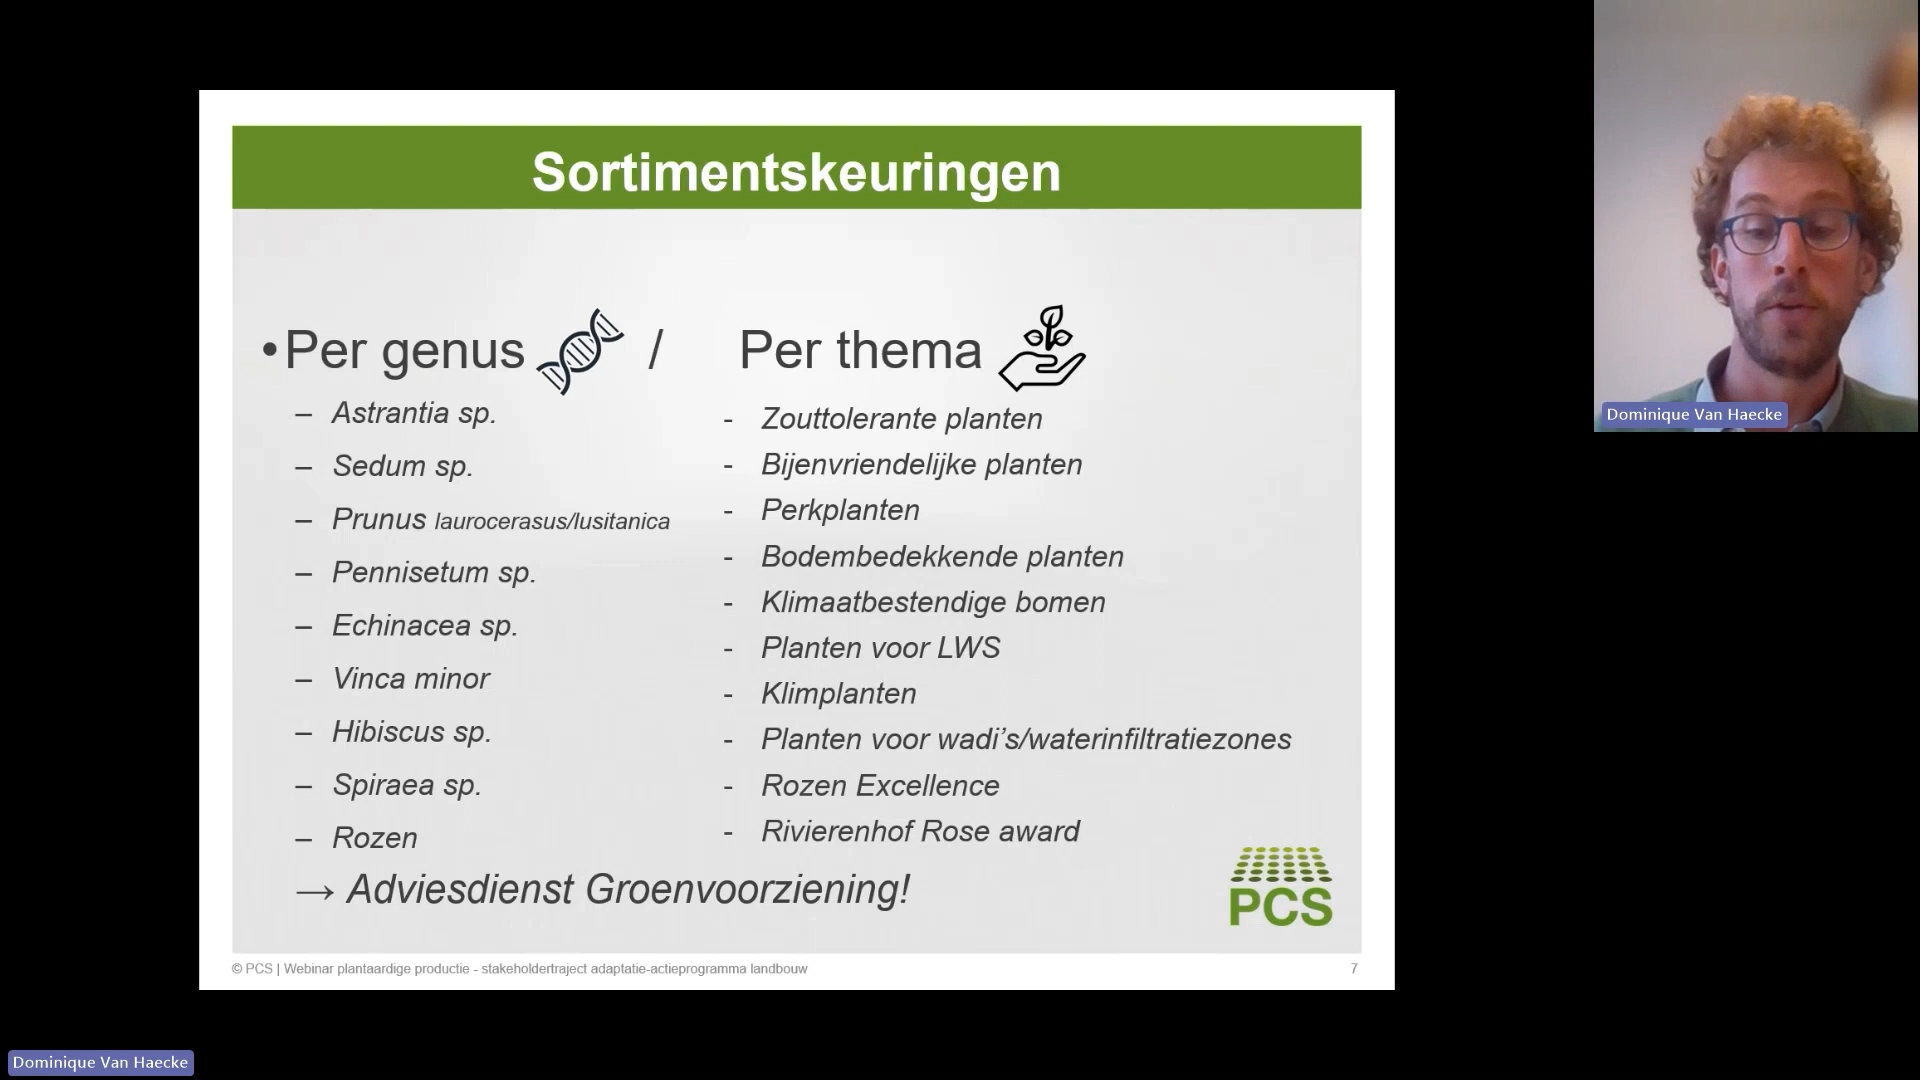 Sortimentskeuringen
•Per genus / Per thema
– Astrantia sp.
– Sedum sp.
– Prunus laurocerasus/lusitanica
– Pennisetum sp.
– Echinacea sp.
– Vinca minor
– Hibiscus sp.
– Spiraea sp.
– Rozen
- Zouttolerante planten
- Bijenvriendelijke planten
- Perkplanten
- Bodembedekkende planten
- Klimaatbestendige bomen
- Planten voor LWS
- Klimplanten
- Planten voor wadi’s/waterinfiltratiezones
- Rozen Excellence
- Rivierenhof Rose award
→ Adviesdienst Groenvoorziening!
PCS
© PCS | Webinar plantaardige productie - stakeholdertraject adaptatie-actieprogramma landbouw
7
Dominique Van Haecke
Dominique Van Haecke